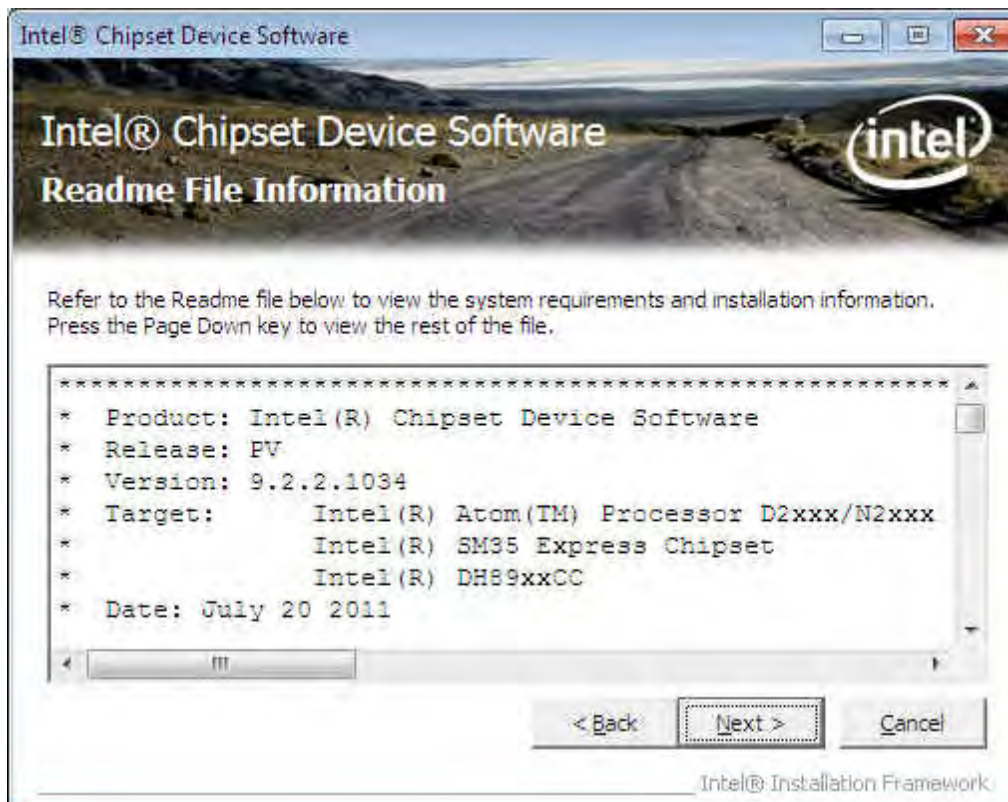 Intel® Chipset Device Software
Intel® Chipset Device Software
intel
Readme File Information
Refer to the Readme file below to view the system requirements and installation information.
Press the Page Down key to view the rest of the file.
********************************************************
* Product: Intel(R) Chipset Device Software
* Release: PV
* Version: 9.2.2.1034
* Target: Intel(R) Atom(TM) Processor D2xxx/N2xxx
* Intel(R) SM35 Express Chipset
* Intel(R) DH89xxCC
* Date: July 20 2011
< Back Next > Cancel
Intel® Installation Framework